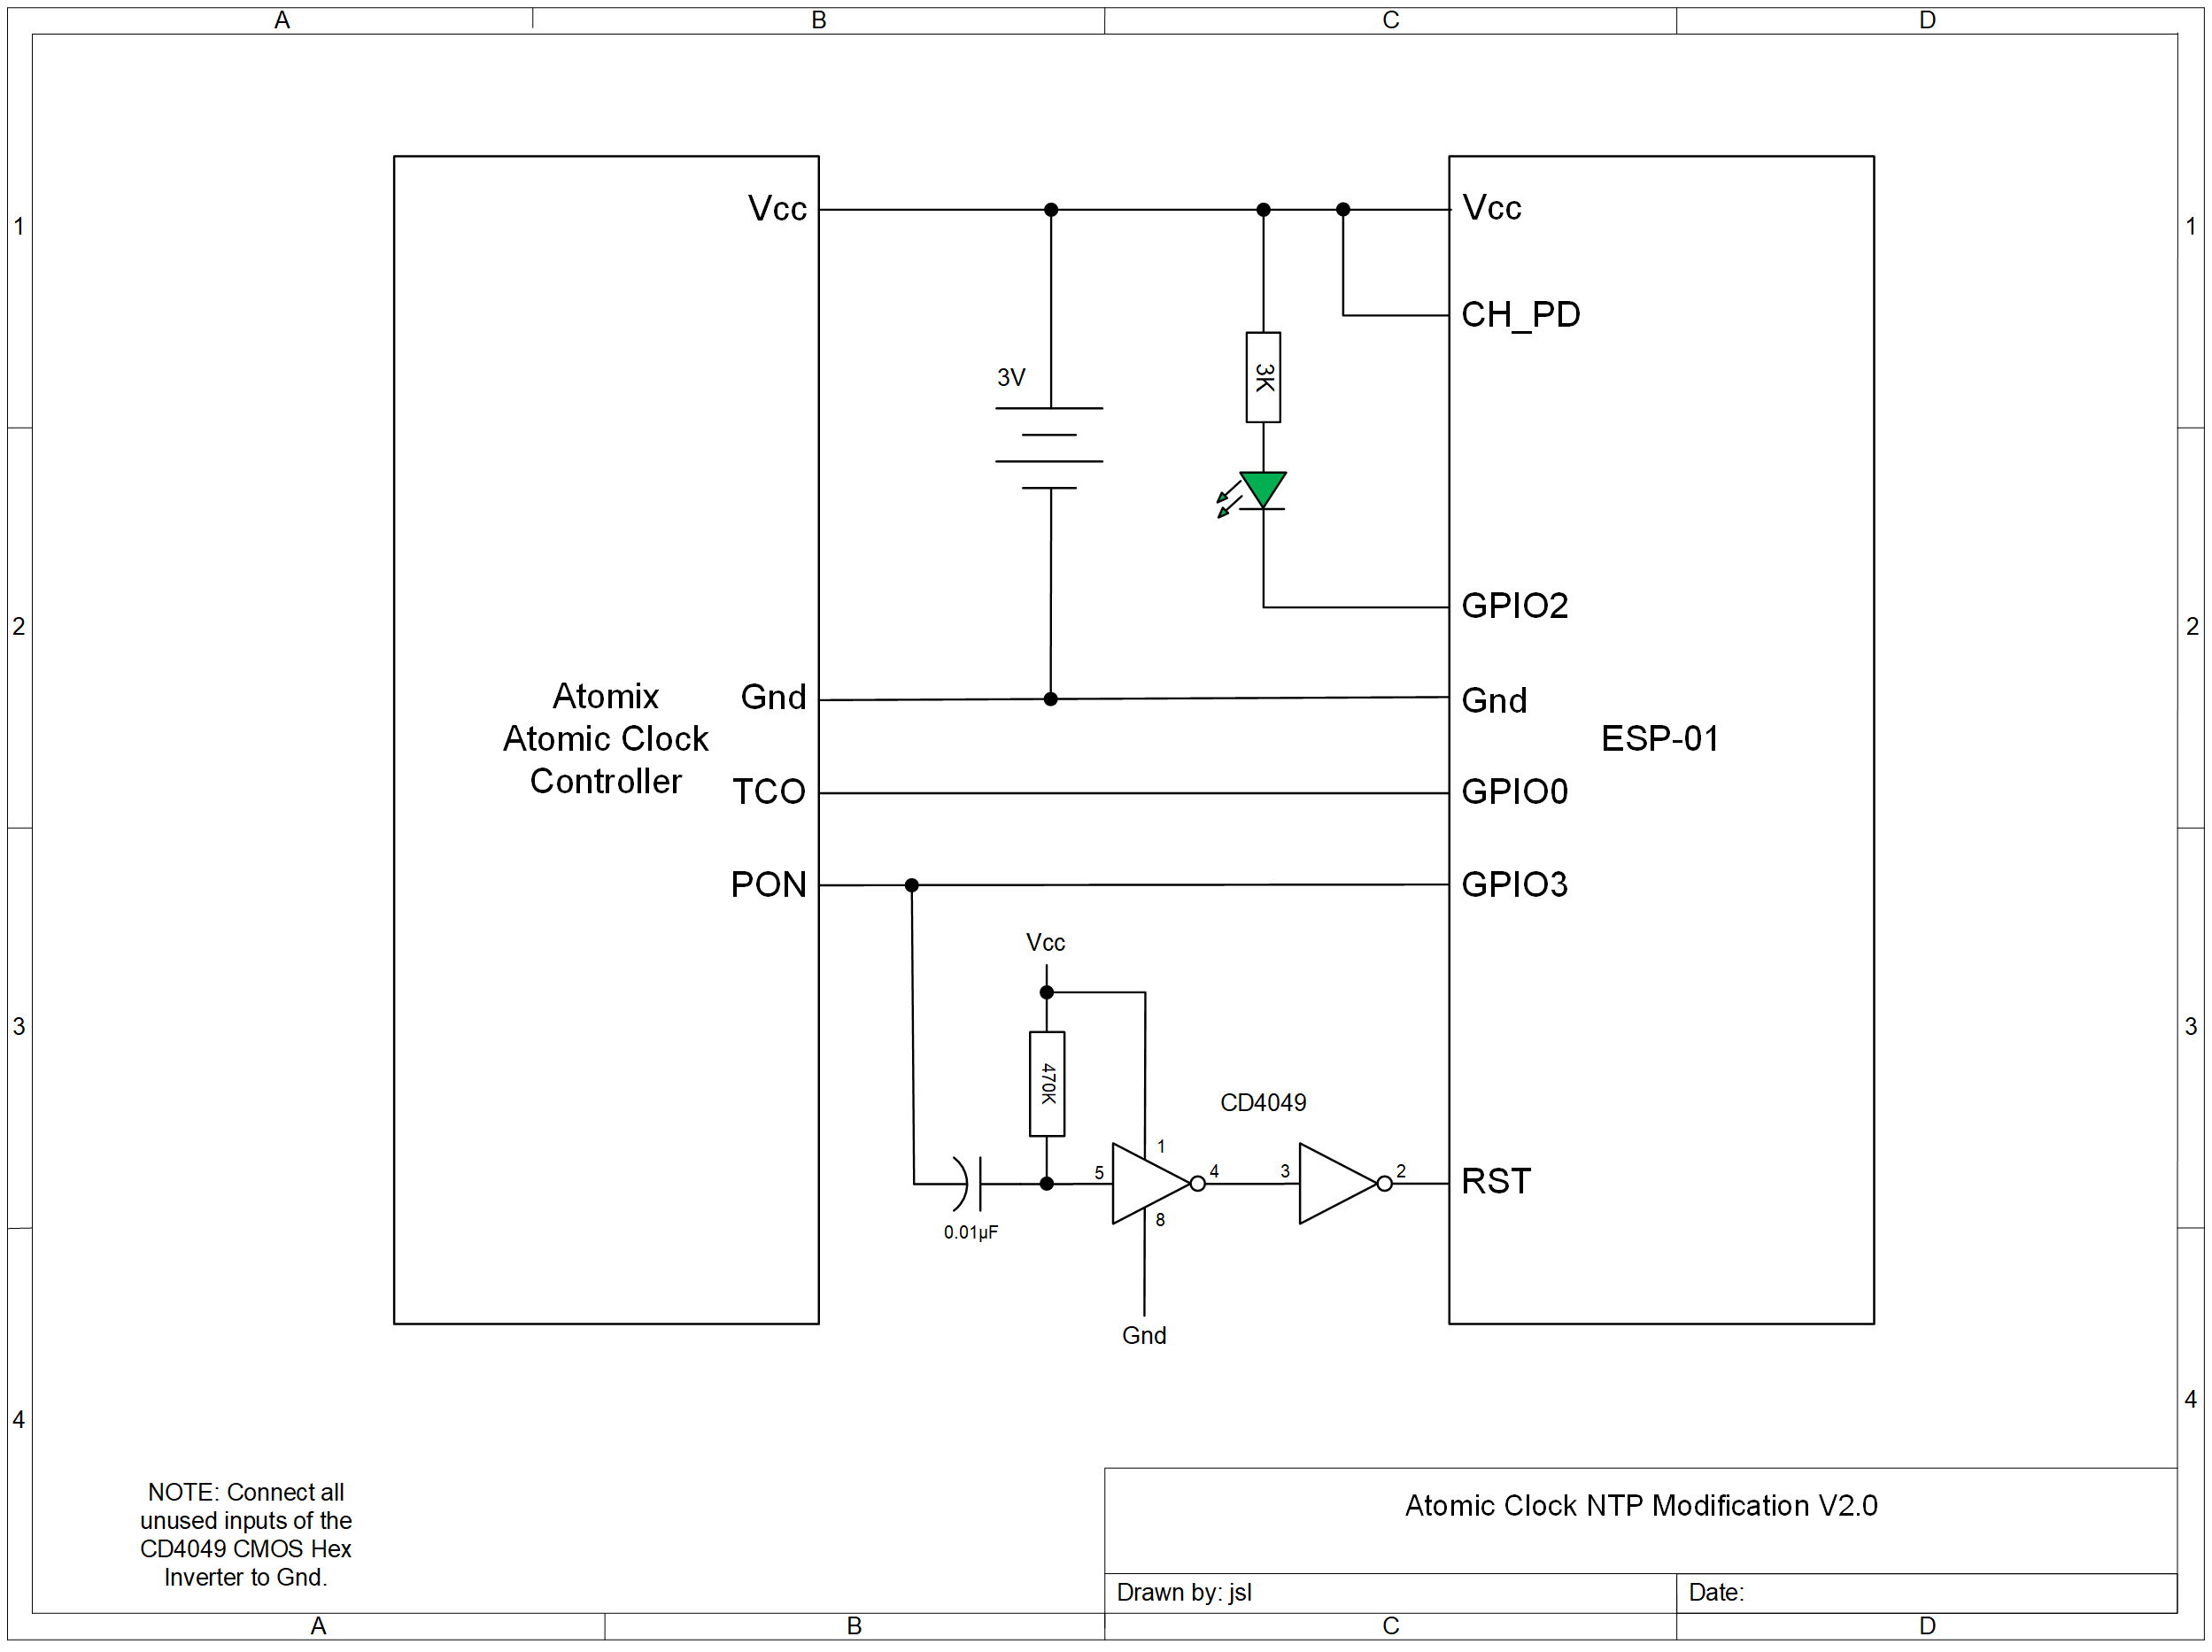 A
B
C
D
1
1
Vcc
Vcc
CH_PD
3V
3K
GPIO2
2
2
Atomix
Atomic Clock
Controller
Gnd
Gnd
ESP-01
TCO
GPIO0
PON
GPIO3
Vcc
3
3
470K
CD4049
1
5
4
3
2
RST
8
0.01µF
Gnd
4
4
NOTE: Connect all
unused inputs of the
CD4049 CMOS Hex
Inverter to Gnd.
Atomic Clock NTP Modification V2.0
Drawn by: jsl
Date:
A
B
C
D